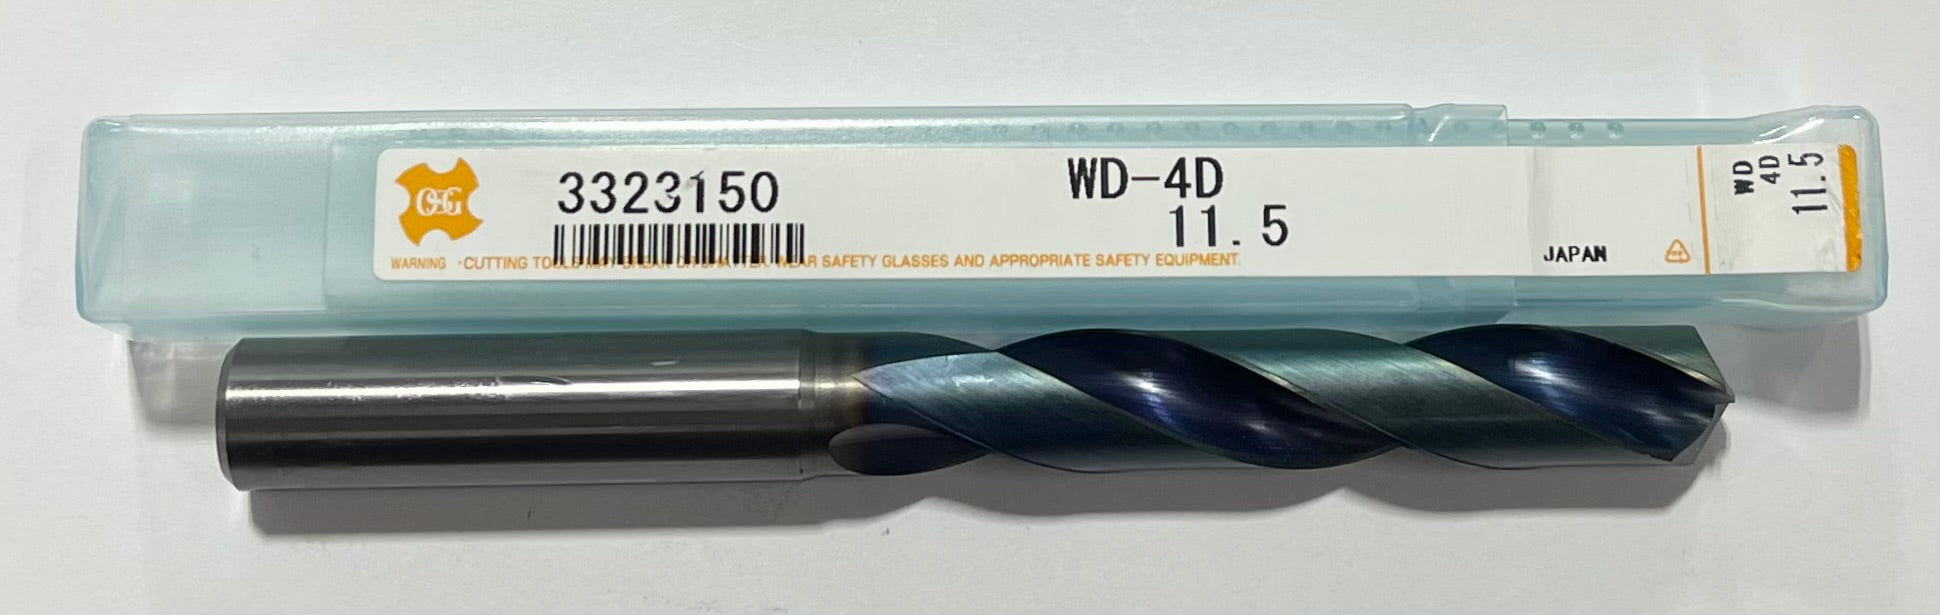 OSG
3323150
WD-4D
11.5
WARNING ・CUTTING TOOLS MAY BREAK OR SHATTER. WEAR SAFETY GLASSES AND APPROPRIATE SAFETY EQUIPMENT.
JAPAN
WD
4D
11.5